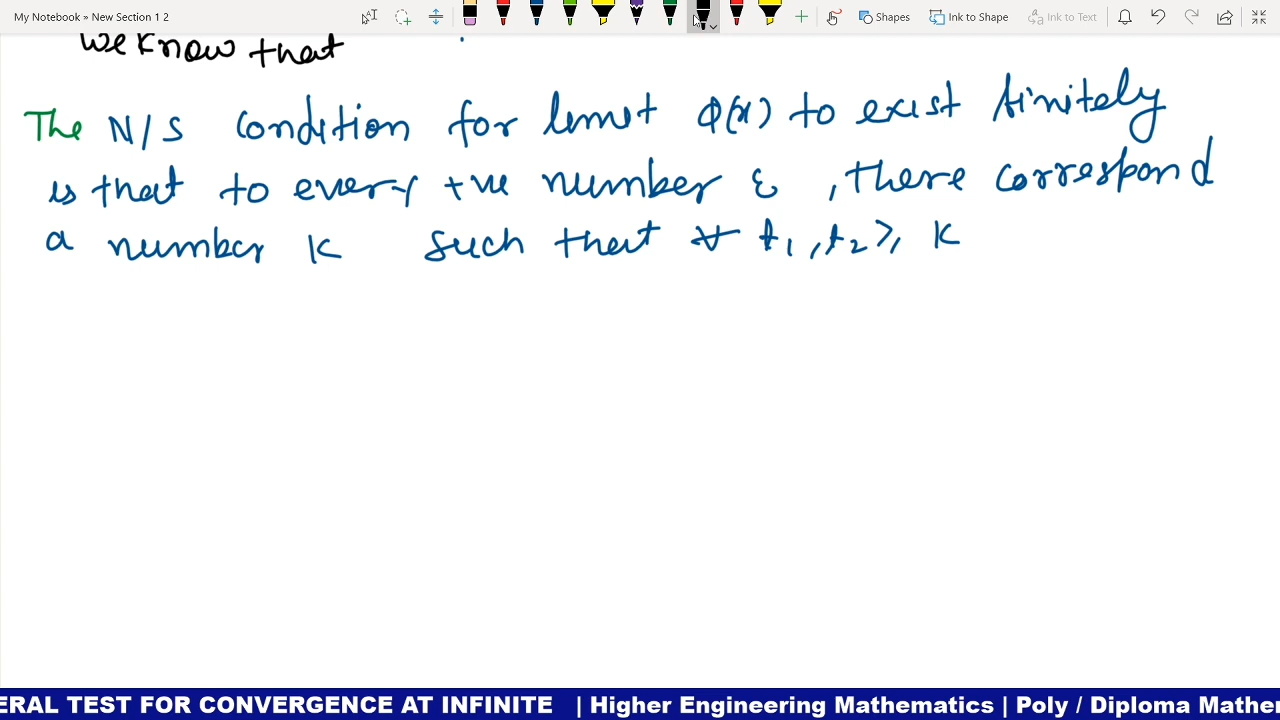 My Notebook » New Section 1 2
Shapes
Ink to Shape
Ink to Text
we know that
The N/S condition for limit φ(x) to exist finitely
is that to every +ve number ε , there correspond
a number K such that ∀ t₁, t₂ ≥ K
ERAL TEST FOR CONVERGENCE AT INFINITE | Higher Engineering Mathematics | Poly / Diploma Mathe